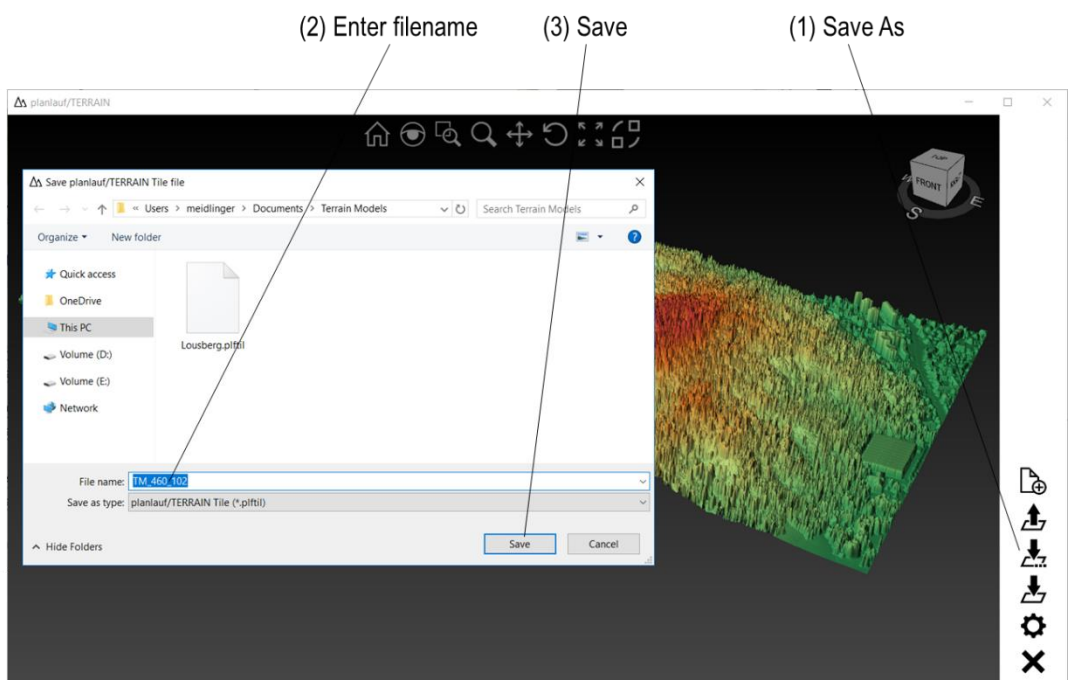 (2) Enter filename (3) Save (1) Save As
planlauf/TERRAIN
Save planlauf/TERRAIN Tile file
« Users > meidlinger > Documents > Terrain Models
Search Terrain Models
Organize New folder
Quick access
OneDrive
This PC
Volume (D:)
Volume (E:)
Network
Lousberg.plftil
File name: TM_460_102
Save as type: planlauf/TERRAIN Tile (*.plftil)
Hide Folders
Save Cancel
TOP
FRONT
S
E